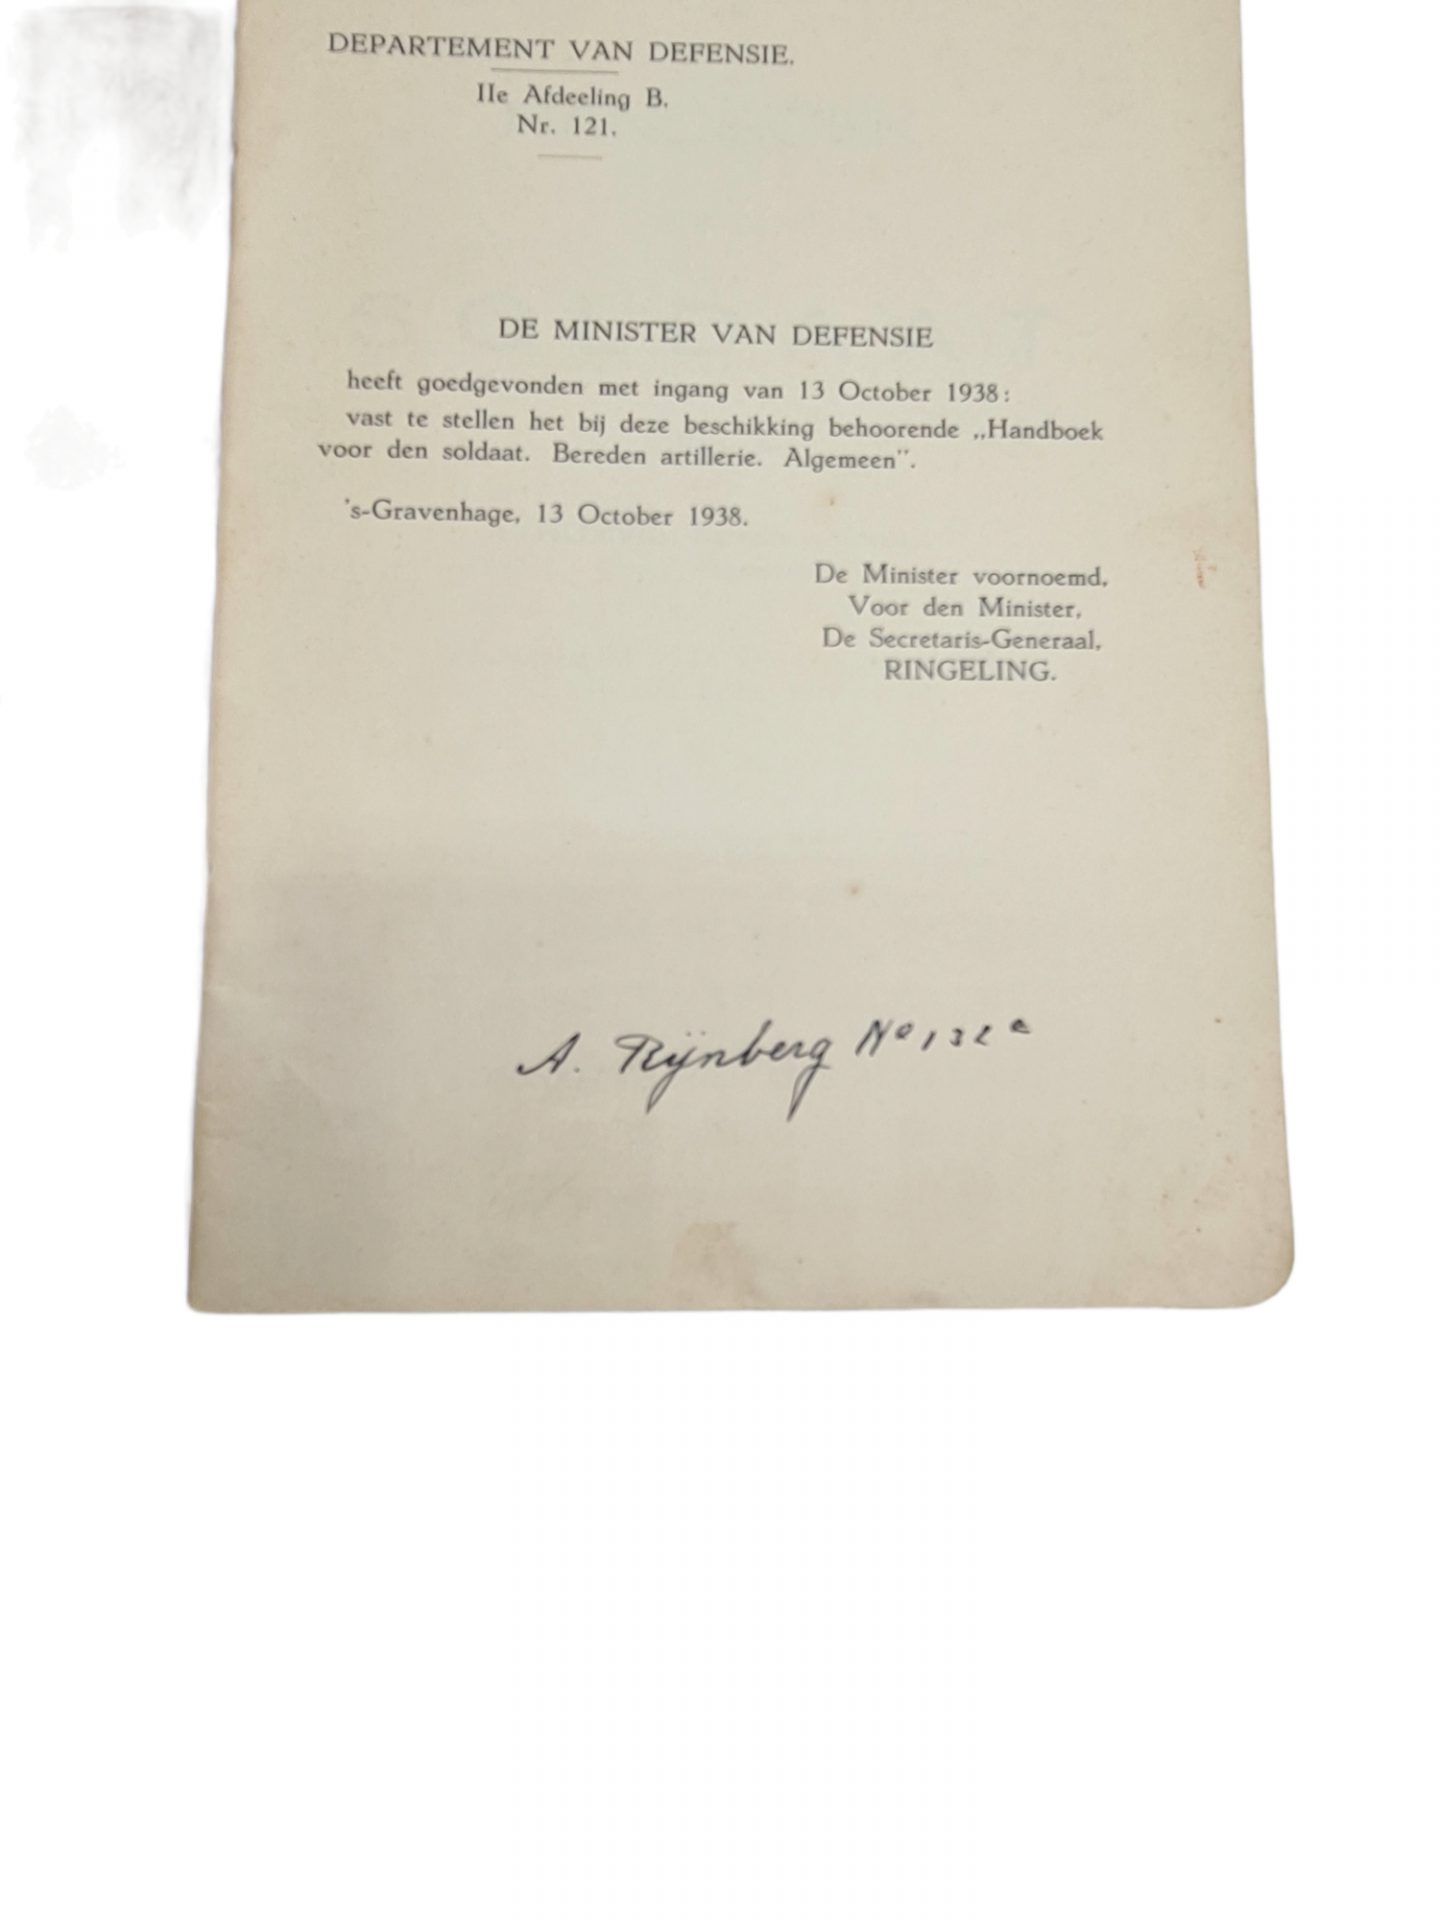 DEPARTEMENT VAN DEFENSIE.
IIe Afdeeling B.
Nr. 121.
DE MINISTER VAN DEFENSIE
heeft goedgevonden met ingang van 13 October 1938:
vast te stellen het bij deze beschikking behoorende „Handboek
voor den soldaat. Bereden artillerie. Algemeen".
's-Gravenhage, 13 October 1938.
De Minister voornoemd,
Voor den Minister,
De Secretaris-Generaal,
RINGELING.
A. Rijnberg No 132 a